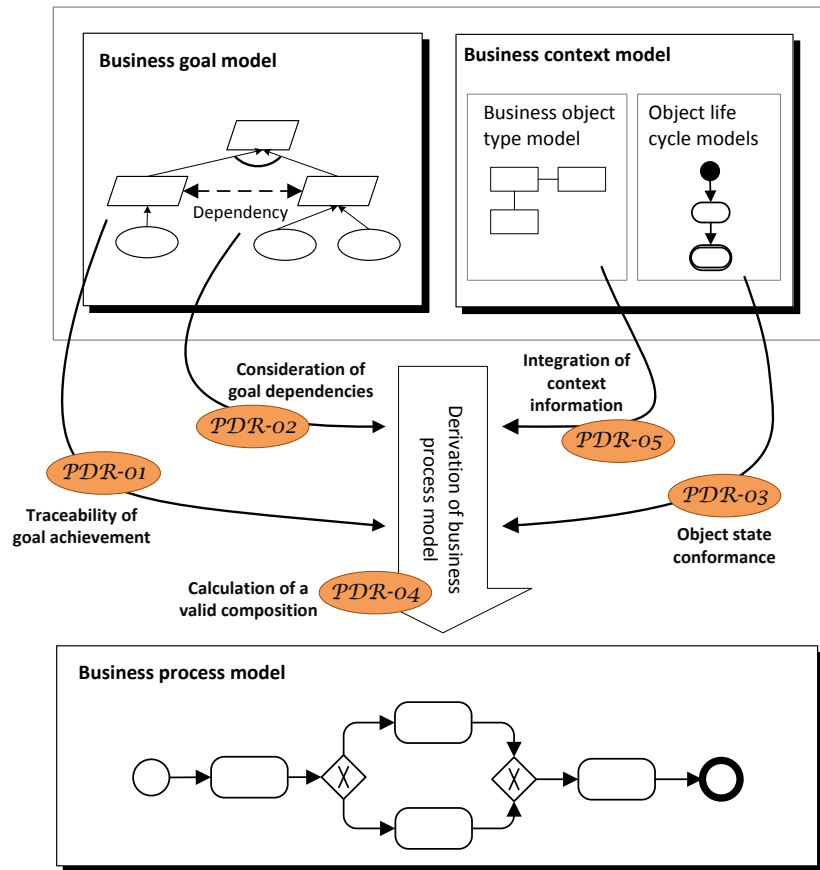 Business goal model
Dependency
Business context model
Business object
type model
Object life
cycle models
Consideration of
goal dependencies
PDR-02
Integration of
context
information
PDR-05
PDR-01
Traceability of
goal achievement
PDR-03
Object state
conformance
Derivation of business
process model
Calculation of a
valid composition
PDR-04
Business process model
X
X